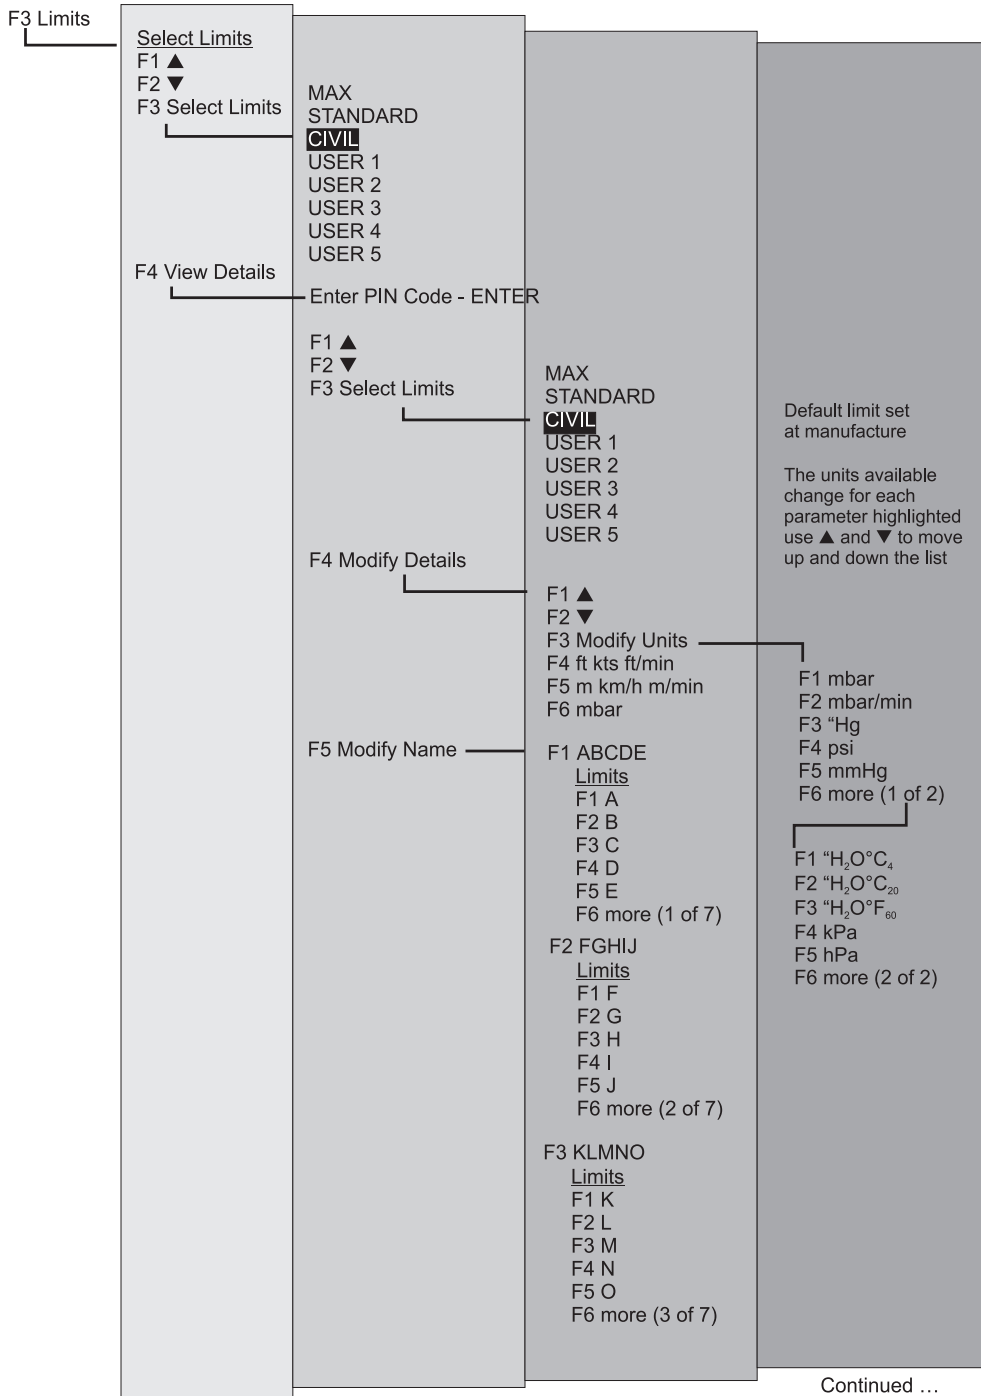 F3 Limits
Select Limits
F1 ▲
F2 ▼
F3 Select Limits
MAX
STANDARD
CIVIL
USER 1
USER 2
USER 3
USER 4
USER 5
F4 View Details
Enter PIN Code - ENTER
F1 ▲
F2 ▼
F3 Select Limits
MAX
STANDARD
CIVIL
USER 1
USER 2
USER 3
USER 4
USER 5
Default limit set
at manufacture
The units available
change for each
parameter highlighted
use ▲ and ▼ to move
up and down the list
F4 Modify Details
F1 ▲
F2 ▼
F3 Modify Units
F4 ft kts ft/min
F5 m km/h m/min
F6 mbar
F1 mbar
F2 mbar/min
F3 “Hg
F4 psi
F5 mmHg
F6 more (1 of 2)
F1 “H₂O°C₄
F2 “H₂O°C₂₀
F3 “H₂O°F₆₀
F4 kPa
F5 hPa
F6 more (2 of 2)
F5 Modify Name
F1 ABCDE
Limits
F1 A
F2 B
F3 C
F4 D
F5 E
F6 more (1 of 7)
F2 FGHIJ
Limits
F1 F
F2 G
F3 H
F4 I
F5 J
F6 more (2 of 7)
F3 KLMNO
Limits
F1 K
F2 L
F3 M
F4 N
F5 O
F6 more (3 of 7)
Continued ...